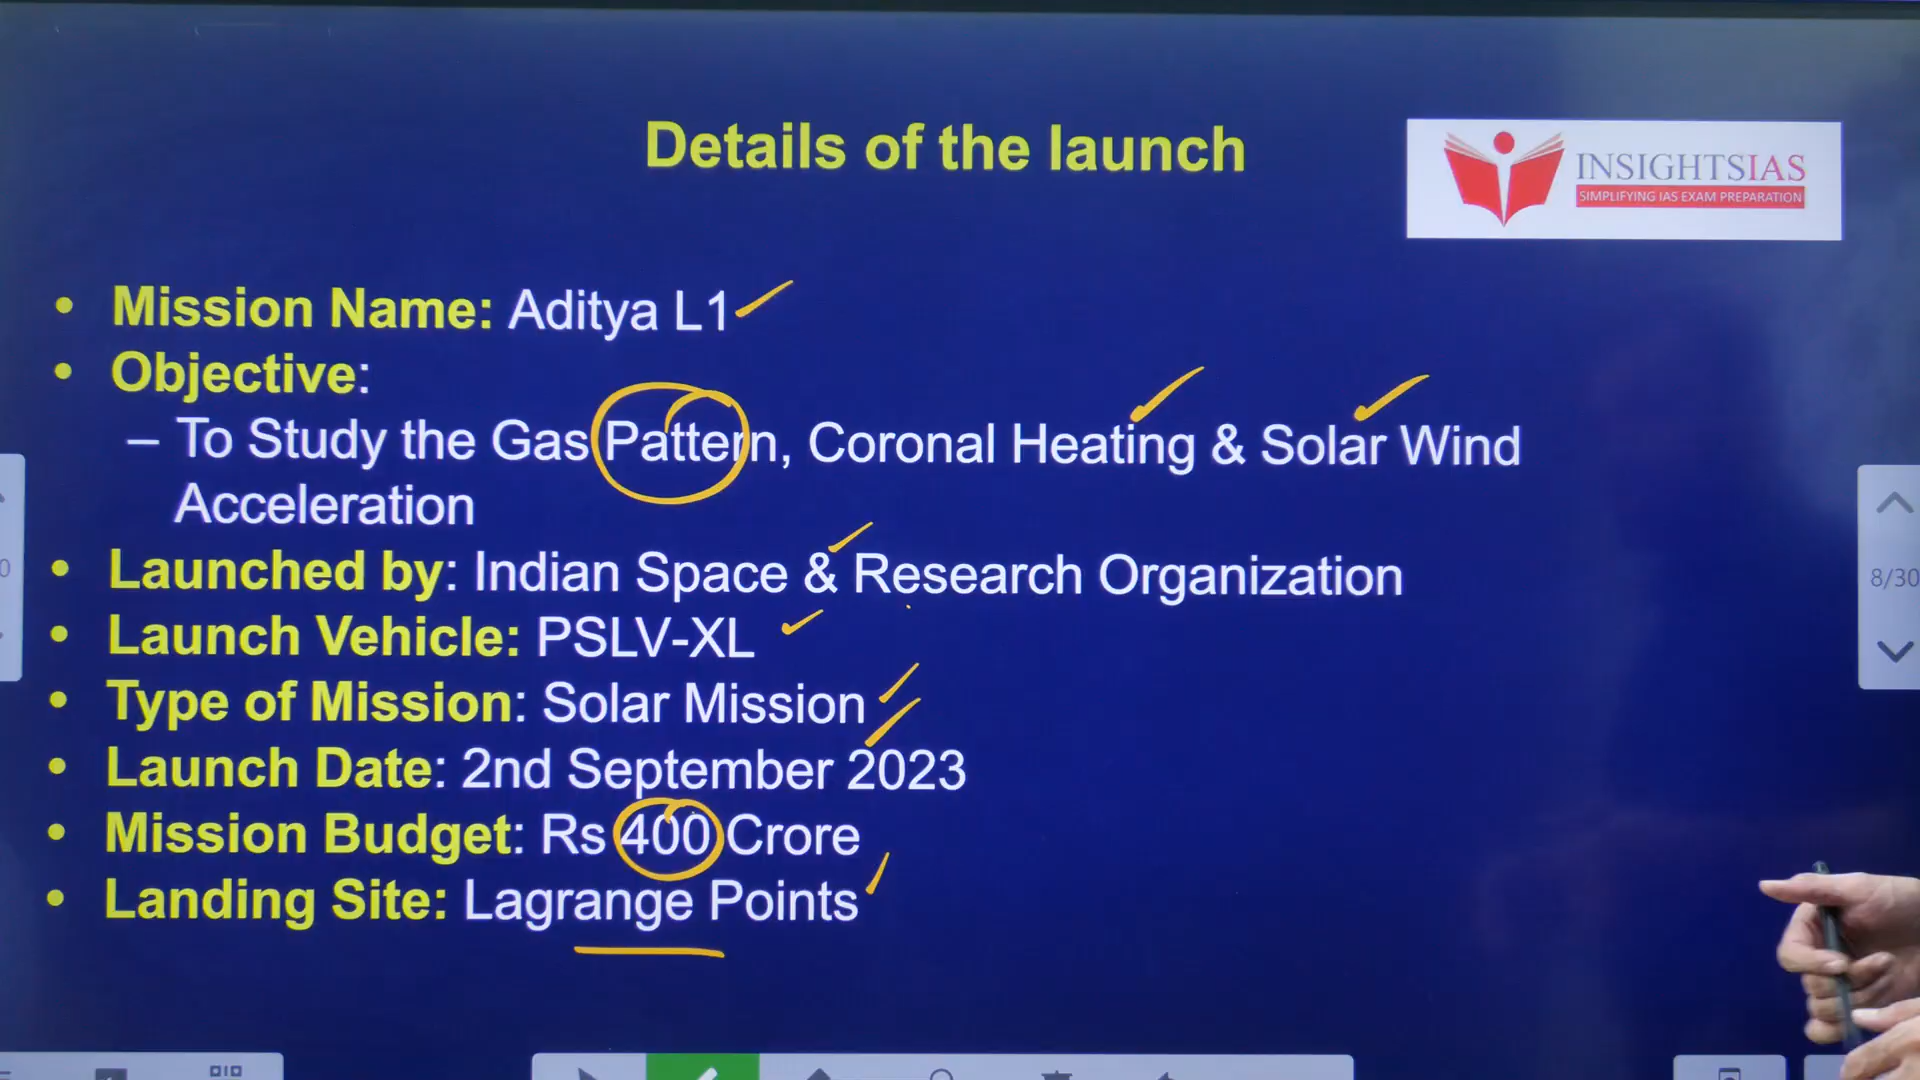 Details of the launch
INSIGHTSIAS
SIMPLIFYING IAS EXAM PREPARATION
• Mission Name: Aditya L1
• Objective:
– To Study the Gas Pattern, Coronal Heating & Solar Wind
Acceleration
• Launched by: Indian Space & Research Organization
• Launch Vehicle: PSLV-XL
• Type of Mission: Solar Mission
• Launch Date: 2nd September 2023
• Mission Budget: Rs 400 Crore
• Landing Site: Lagrange Points
8/30